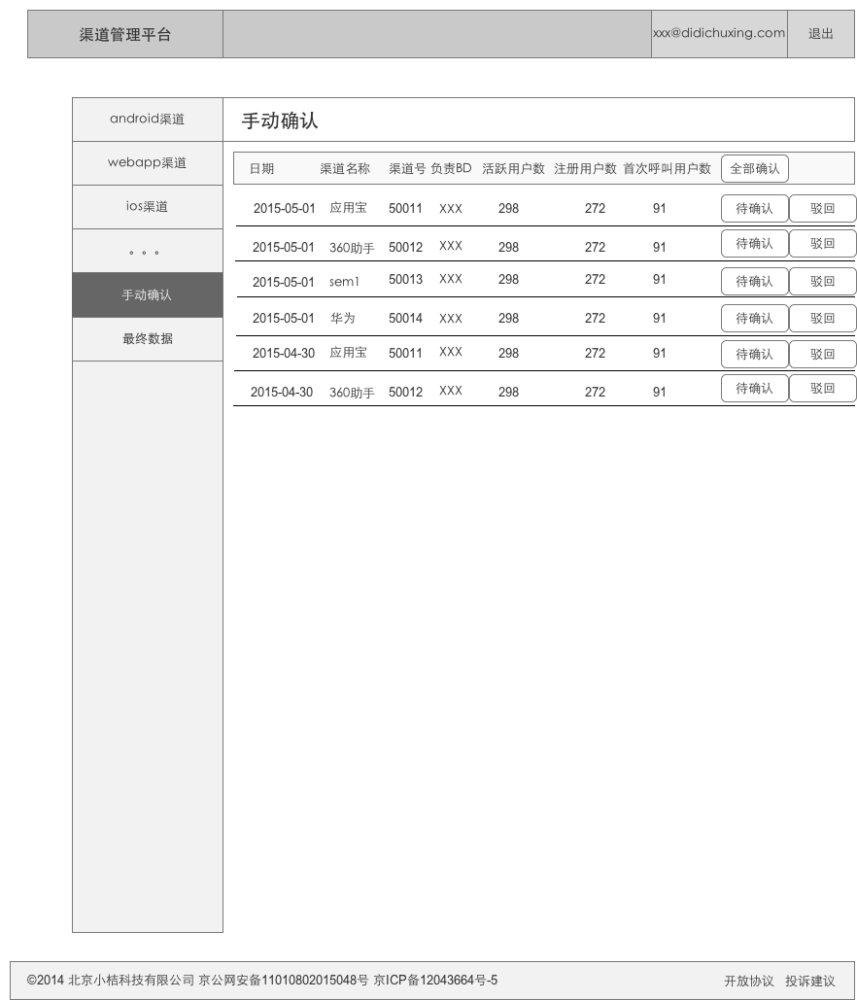 渠道管理平台 xxx@didichuxing.com 退出
android渠道 手动确认
webapp渠道
日期 渠道名称 渠道号 负责BD 活跃用户数 注册用户数 首次呼叫用户数 全部确认
ios渠道
2015-05-01 应用宝 50011 XXX 298 272 91 待确认 驳回
。。。
2015-05-01 360助手 50012 XXX 298 272 91 待确认 驳回
手动确认
2015-05-01 sem1 50013 XXX 298 272 91 待确认 驳回
2015-05-01 华为 50014 XXX 298 272 91 待确认 驳回
最终数据
2015-04-30 应用宝 50011 XXX 298 272 91 待确认 驳回
2015-04-30 360助手 50012 XXX 298 272 91 待确认 驳回
©2014 北京小桔科技有限公司 京公网安备11010802015048号 京ICP备12043664号-5 开放协议 投诉建议